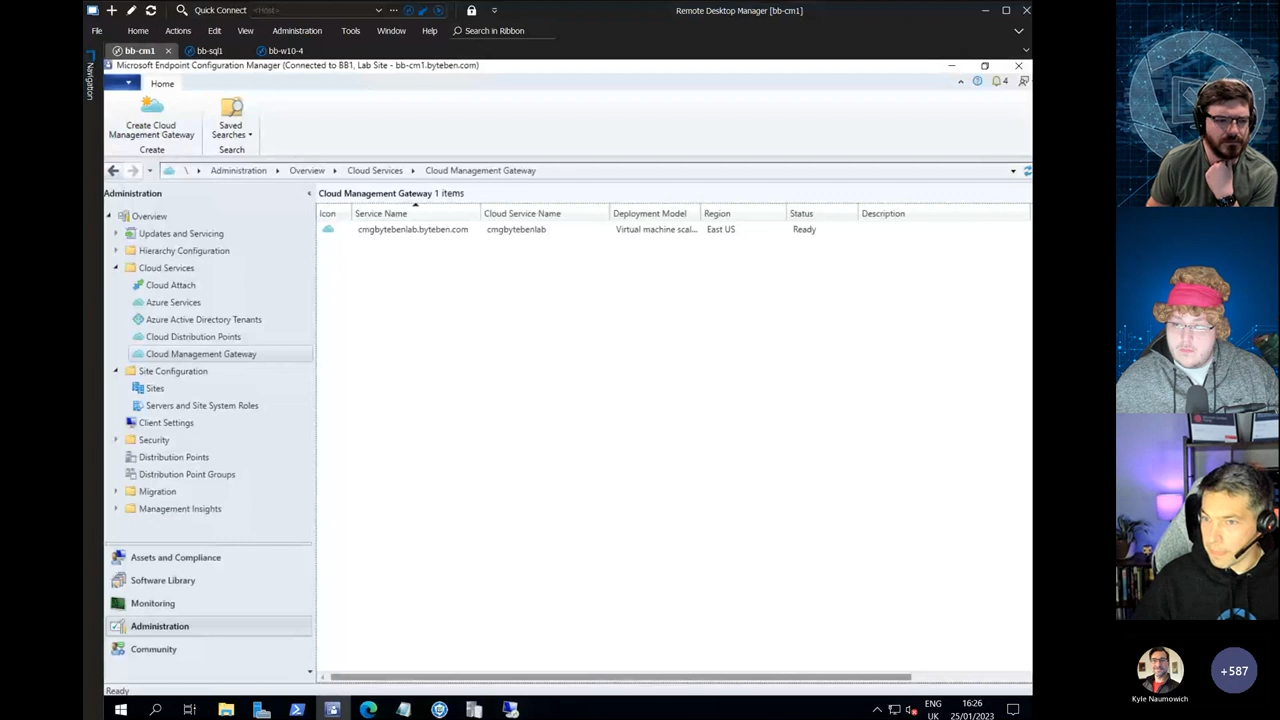 Quick Connect
<Host>
Remote Desktop Manager [bb-cm1]
File Home Actions Edit View Administration Tools Window Help Search in Ribbon
bb-cm1 bb-sql1 bb-w10-4
Navigation
Microsoft Endpoint Configuration Manager (Connected to BB1, Lab Site - bb-cm1.byteben.com)
Home
4
Create Cloud
Management Gateway
Saved
Searches
Create
Search
\ Administration Overview Cloud Services Cloud Management Gateway
Administration
Overview
Updates and Servicing
Hierarchy Configuration
Cloud Services
Cloud Attach
Azure Services
Azure Active Directory Tenants
Cloud Distribution Points
Cloud Management Gateway
Site Configuration
Sites
Servers and Site System Roles
Client Settings
Security
Distribution Points
Distribution Point Groups
Migration
Management Insights
Assets and Compliance
Software Library
Monitoring
Administration
Community
Cloud Management Gateway 1 items
Icon Service Name Cloud Service Name Deployment Model Region Status Description
cmgbytebenlab.byteben.com cmgbytebenlab Virtual machine scal... East US Ready
Ready
ENG
UK
16:26
25/01/2023
Kyle Naumowich
+587